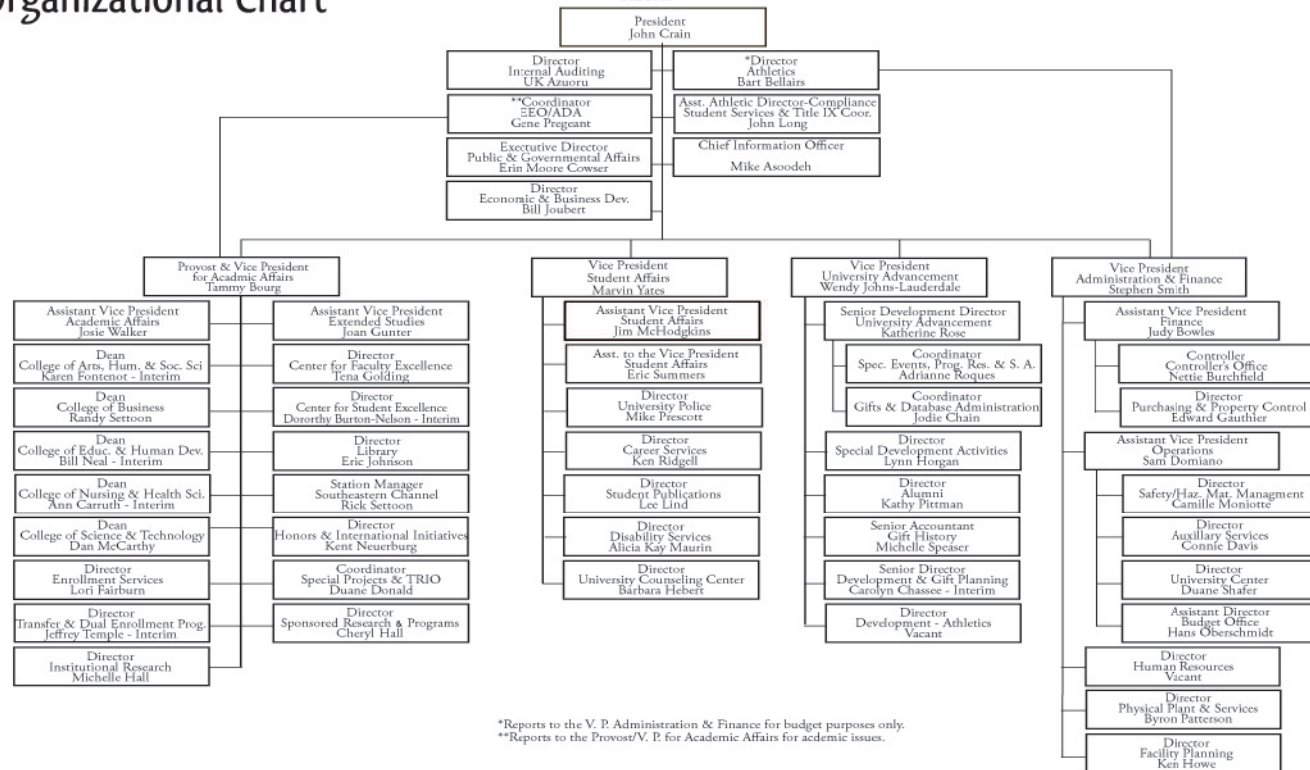 Organizational Chart
President
John Crain
Director
Internal Auditing
UK Azuoru
*Director
Athletics
Bart Bellairs
**Coordinator
EEO/ADA
Gene Pregeant
Asst. Athletic Director-Compliance
Student Services & Title IX Coor.
John Long
Exectutive Director
Public & Governmental Affairs
Erin Moore Cowser
Chief Information Officer
Mike Asoodeh
Director
Economic & Business Dev.
Bill Joubert
Provost & Vice President
for Acadmic Affairs
Tammy Bourg
Assistant Vice President
Academic Affairs
Josie Walker
Assistant Vice President
Extended Studies
Joan Gunter
Dean
College of Arts, Hum. & Soc. Sci
Karen Fontenot - Interim
Director
Center for Faculty Excellence
Tena Golding
Dean
College of Business
Randy Settoon
Director
Center for Student Excellence
Dororthy Burton-Nelson - Interim
Dean
College of Educ. & Human Dev.
Bill Neal - Interim
Director
Library
Eric Johnson
Dean
College of Nursing & Health Sci.
Ann Carruth - Interim
Station Manager
Southeastern Channel
Rick Settoon
Dean
College of Science & Technology
Dan McCarthy
Director
Honors & International Initiatives
Kent Neuerburg
Director
Enrollment Services
Lori Fairburn
Coordinator
Special Projects & TRIO
Duane Donald
Director
Transfer & Dual Enrollment Prog.
Jeffrey Temple - Interim
Director
Sponsored Research & Programs
Cheryl Hall
Director
Institutional Research
Michelle Hall
Vice President
Student Affairs
Marvin Yates
Assistant Vice President
Student Affairs
Jim McHodgkins
Asst. to the Vice President
Student Affairs
Eric Summers
Director
University Police
Mike Prescott
Director
Career Services
Ken Ridgell
Director
Student Publications
Lee Lind
Director
Disability Services
Alicia Kay Maurin
Director
University Counseling Center
Barbara Hebert
Vice President
University Advancement
Wendy Johns-Lauderdale
Senior Development Director
University Advancement
Katherine Rose
Coordinator
Spec. Events, Prog. Res. & S. A.
Adrianne Roques
Coordinator
Gifts & Database Administration
Jodie Chain
Director
Special Development Activities
Lynn Horgan
Director
Alumni
Kathy Pittman
Senior Accountant
Gift History
Michelle Speaser
Senior Director
Development & Gift Planning
Carolyn Chassee - Interim
Director
Development - Athletics
Vacant
Vice President
Administration & Finance
Stephen Smith
Assistant Vice President
Finance
Judy Bowles
Controller
Controller's Office
Nettie Burchfield
Director
Purchasing & Property Control
Edward Gauthier
Assistant Vice President
Operations
Sam Domiano
Director
Safety/Haz. Mat. Managment
Camille Moniotte
Director
Auxillary Services
Connie Davis
Director
University Center
Duane Shafer
Assistant Director
Budget Office
Hans Oberschmidt
Director
Human Resources
Vacant
Director
Physical Plant & Services
Byron Patterson
Director
Facility Planning
Ken Howe
*Reports to the V. P. Administration & Finance for budget purposes only.
**Reports to the Provost/V. P. for Academic Affairs for acdemic issues.